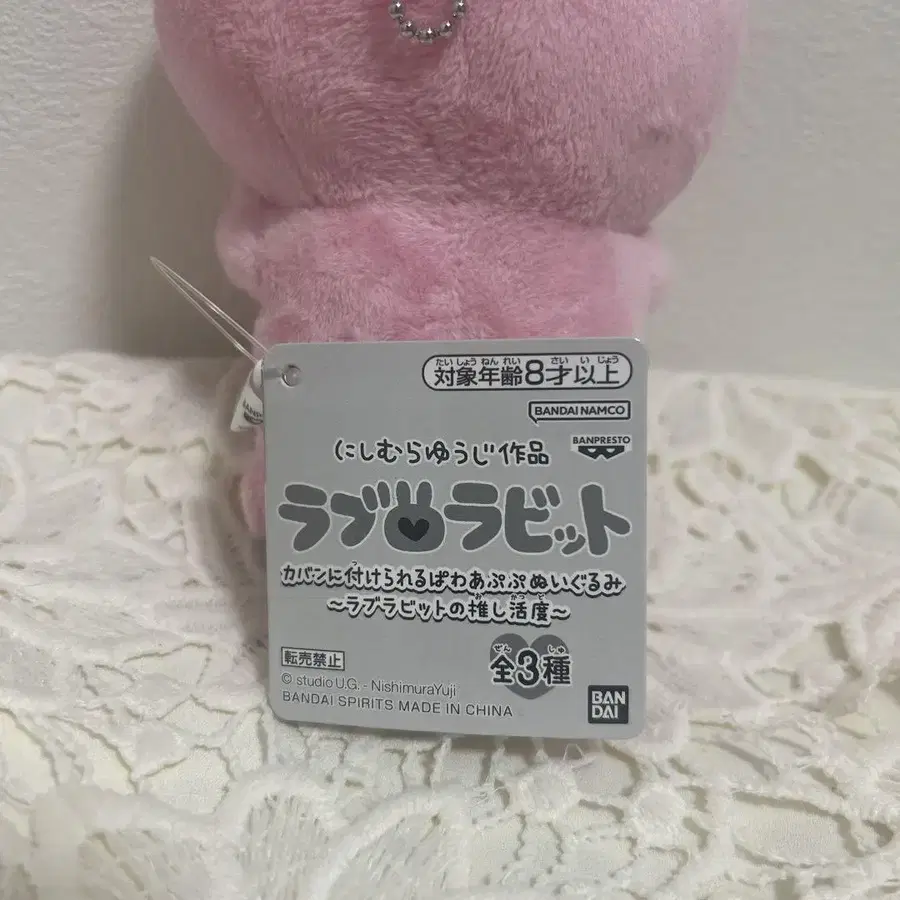 たいしょうねんれい さいいじょう
対象年齢8才以上
BANDAI NAMCO
BANPRESTO
にしむらゆうじ作品
ラブラビット
カバンに付けられるぱわあぷぷぬいぐるみ
～ラブラビットの推し活度～
転売禁止
ぜん しゅ
全3種
© studio U.G. - NishimuraYuji
BANDAI SPIRITS MADE IN CHINA
BAN
DAI